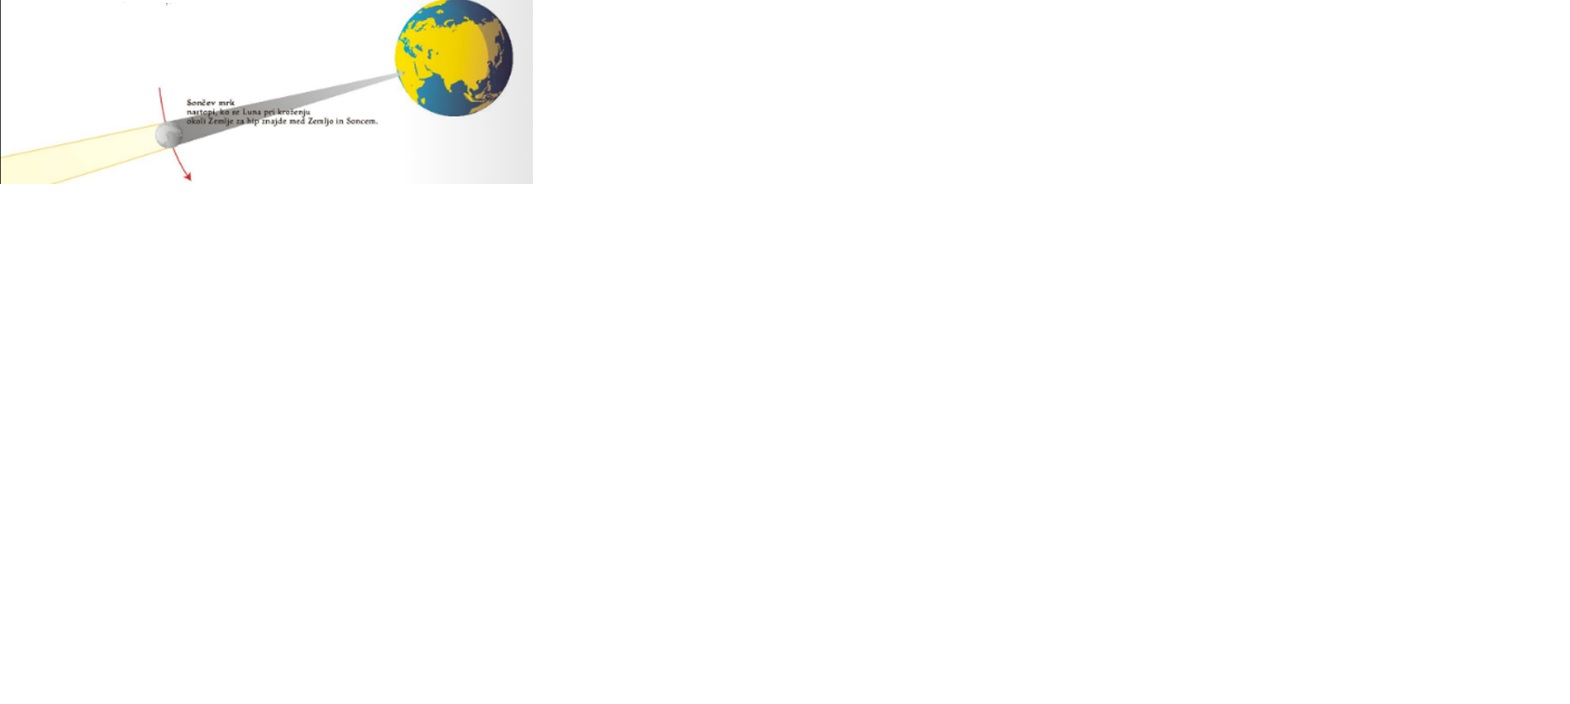 Sončev mrk
nastopi, ko se Luna pri kroženju
okoli Zemlje za hip znajde med Zemljo in Soncem.